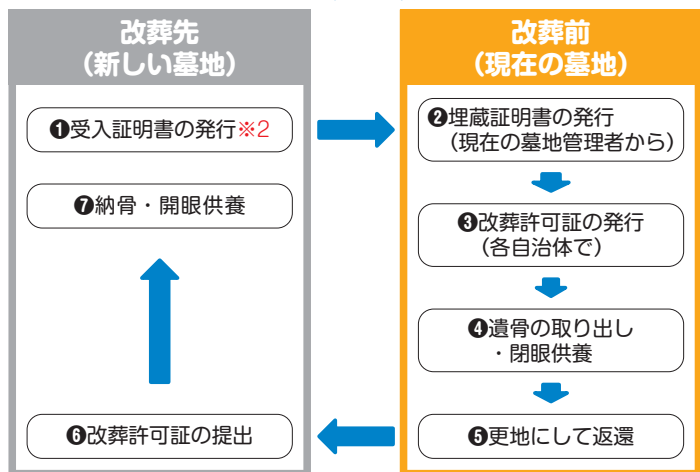 改葬先
(新しい墓地)
❶受入証明書の発行※2
❼納骨・開眼供養
❻改葬許可証の提出
改葬前
(現在の墓地)
❷埋蔵証明書の発行
(現在の墓地管理者から)
❸改葬許可証の発行
(各自治体で)
❹遺骨の取り出し
・閉眼供養
❺更地にして返還